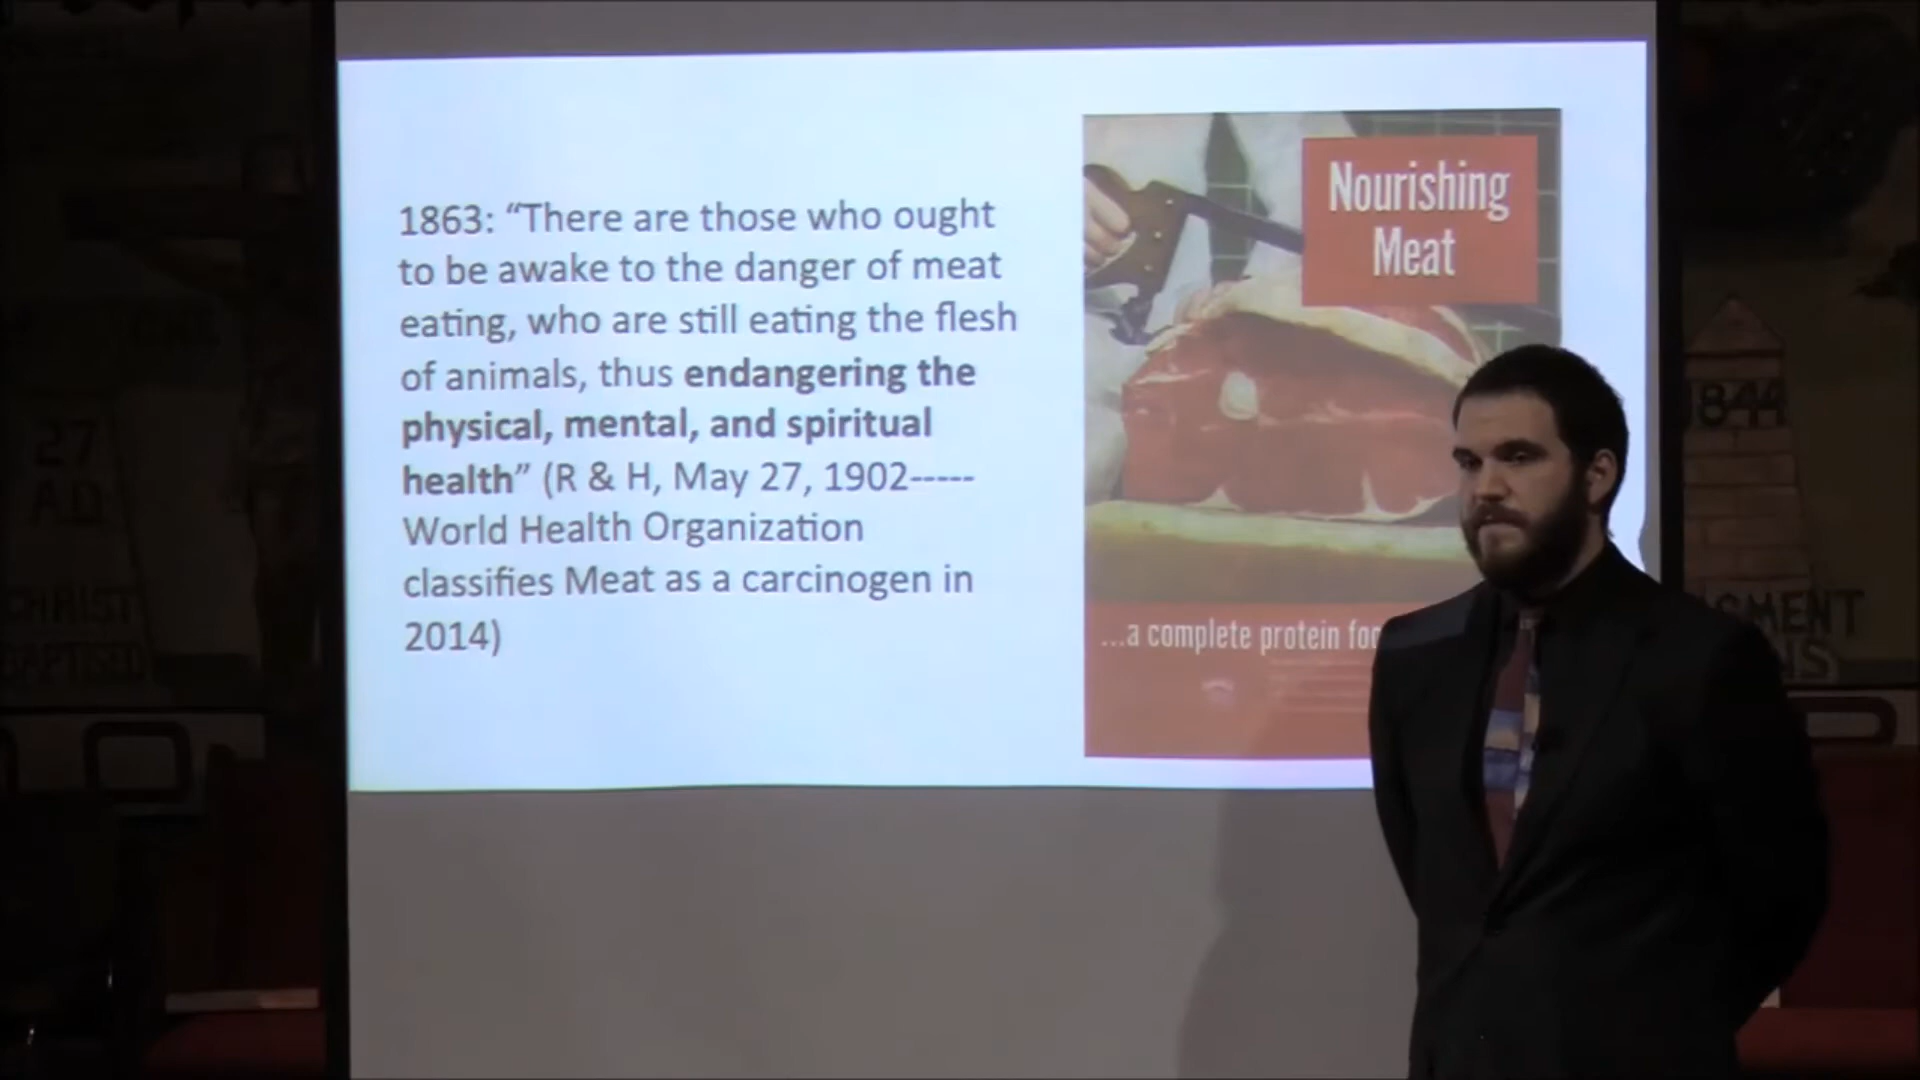 1863: “There are those who ought
to be awake to the danger of meat
eating, who are still eating the flesh
of animals, thus endangering the
physical, mental, and spiritual
health” (R & H, May 27, 1902-----
World Health Organization
classifies Meat as a carcinogen in
2014)
Nourishing
Meat
...a complete protein
27
AD
CHRIST
BAPTISED
1844